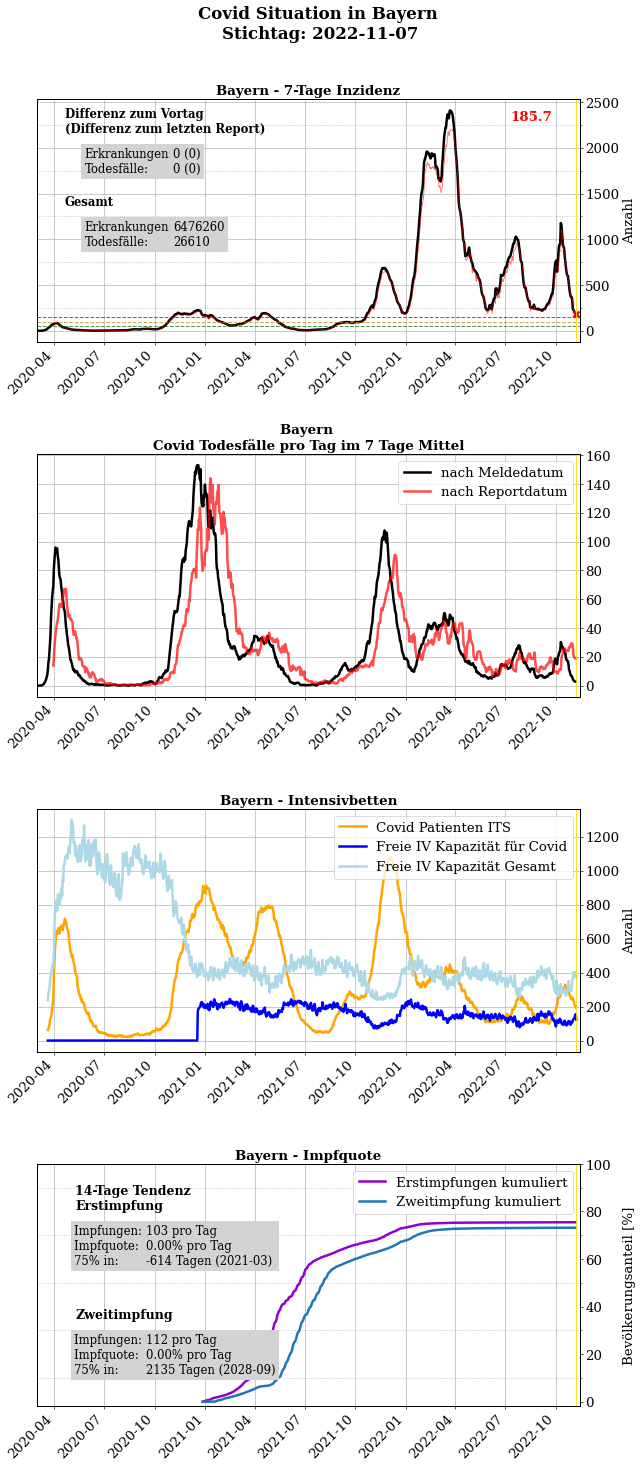 Covid Situation in Bayern
Stichtag: 2022-11-07
Bayern - 7-Tage Inzidenz
Differenz zum Vortag
(Differenz zum letzten Report)
Erkrankungen 0 (0)
Todesfälle: 0 (0)
Gesamt
Erkrankungen 6476260
Todesfälle: 26610
185.7
2500
2000
1500
1000
500
0
Anzahl
2020-04 2020-07 2020-10 2021-01 2021-04 2021-07 2021-10 2022-01 2022-04 2022-07 2022-10
Bayern
Covid Todesfälle pro Tag im 7 Tage Mittel
nach Meldedatum
nach Reportdatum
160
140
120
100
80
60
40
20
0
2020-04 2020-07 2020-10 2021-01 2021-04 2021-07 2021-10 2022-01 2022-04 2022-07 2022-10
Bayern - Intensivbetten
Covid Patienten ITS
Freie IV Kapazität für Covid
Freie IV Kapazität Gesamt
1200
1000
800
600
400
200
0
Anzahl
2020-04 2020-07 2020-10 2021-01 2021-04 2021-07 2021-10 2022-01 2022-04 2022-07 2022-10
Bayern - Impfquote
14-Tage Tendenz
Erstimpfung
Impfungen: 103 pro Tag
Impfquote: 0.00% pro Tag
75% in: -614 Tagen (2021-03)
Zweitimpfung
Impfungen: 112 pro Tag
Impfquote: 0.00% pro Tag
75% in: 2135 Tagen (2028-09)
Erstimpfungen kumuliert
Zweitimpfung kumuliert
100
80
60
40
20
0
Bevölkerungsanteil [%]
2020-04 2020-07 2020-10 2021-01 2021-04 2021-07 2021-10 2022-01 2022-04 2022-07 2022-10